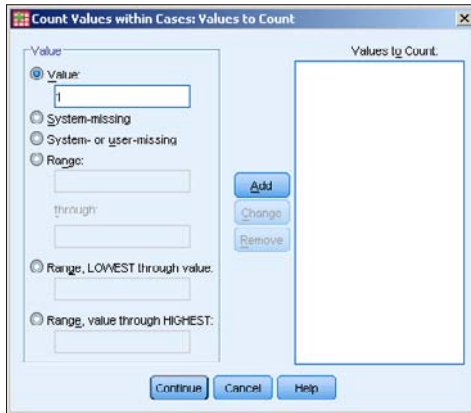 Count Values within Cases: Values to Count
Value
Value:
1
System-missing
System- or user-missing
Range:
through:
Range, LOWEST through value:
Range, value through HIGHEST:
Values to Count:
Add
Change
Remove
Continue
Cancel
Help